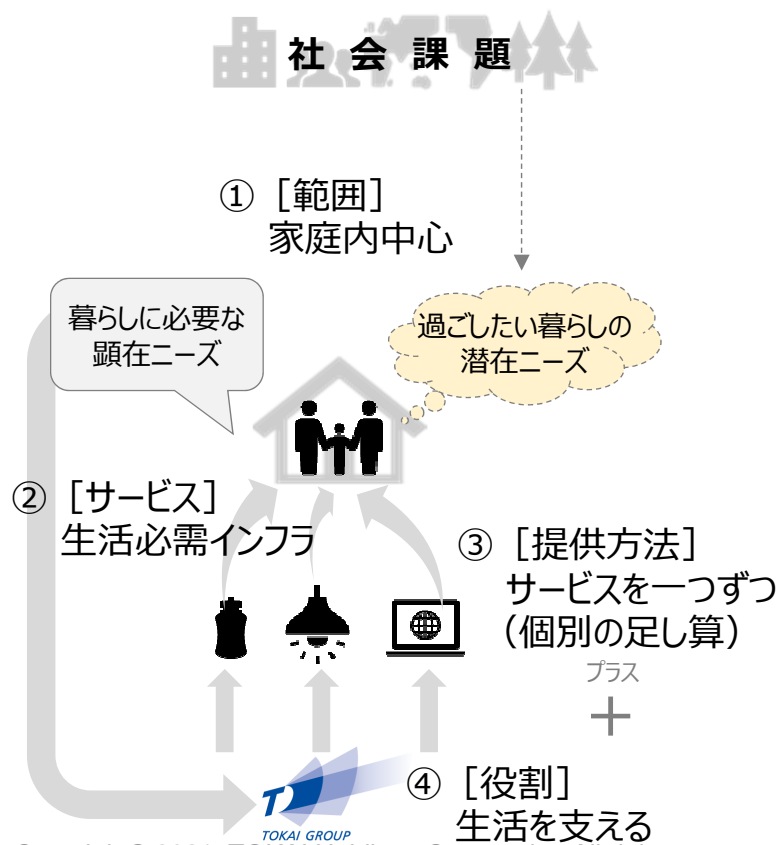 社会課題
① ［範囲］
家庭内中心
暮らしに必要な
顕在ニーズ
過ごしたい暮らしの
潜在ニーズ
② ［サービス］
生活必需インフラ
③ ［提供方法］
サービスを一つずつ
（個別の足し算）
プラス
＋
④ ［役割］
生活を支える
TOKAI GROUP